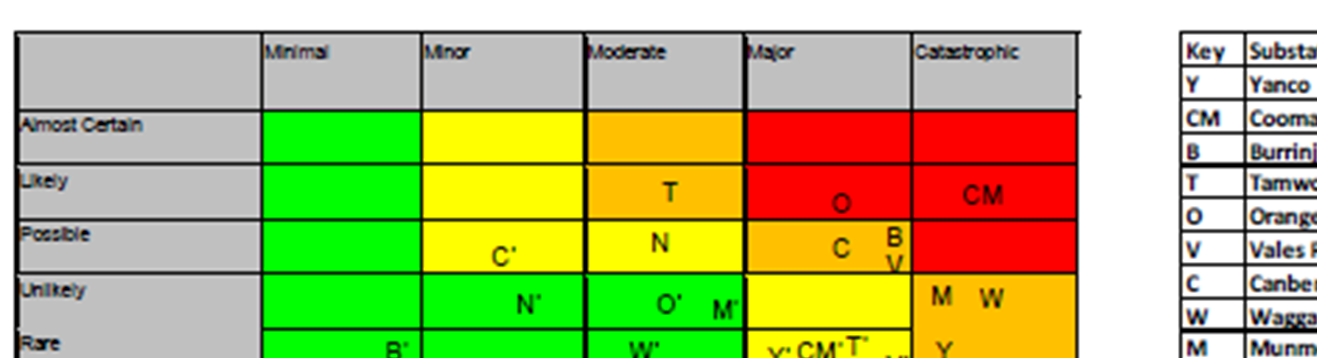 Minimal Minor Moderate Major Catastrophic
Almost Certain
Likely T O CM
Possible C' N C B V
Unlikely N' O' M' M W
Rare B' W' Y' CM' T' Y
Key Substa
Y Yanco
CM Cooma
B Burrinj
T Tamwo
O Orange
V Vales
C Canber
W Wagga
M Munm